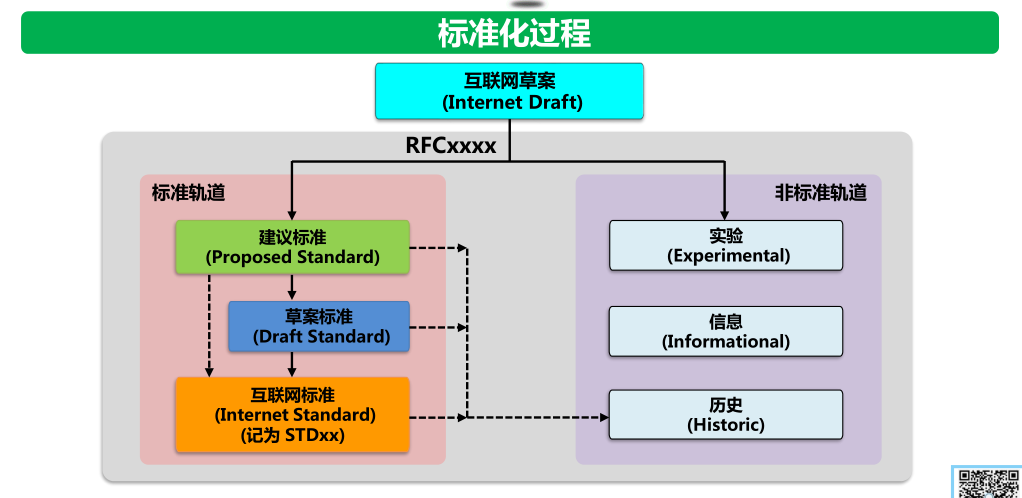 标准化过程
互联网草案
(Internet Draft)
RFCxxxx
标准轨道
非标准轨道
建议标准
(Proposed Standard)
实验
(Experimental)
草案标准
(Draft Standard)
信息
(Informational)
互联网标准
(Internet Standard)
(记为 STDxx)
历史
(Historic)